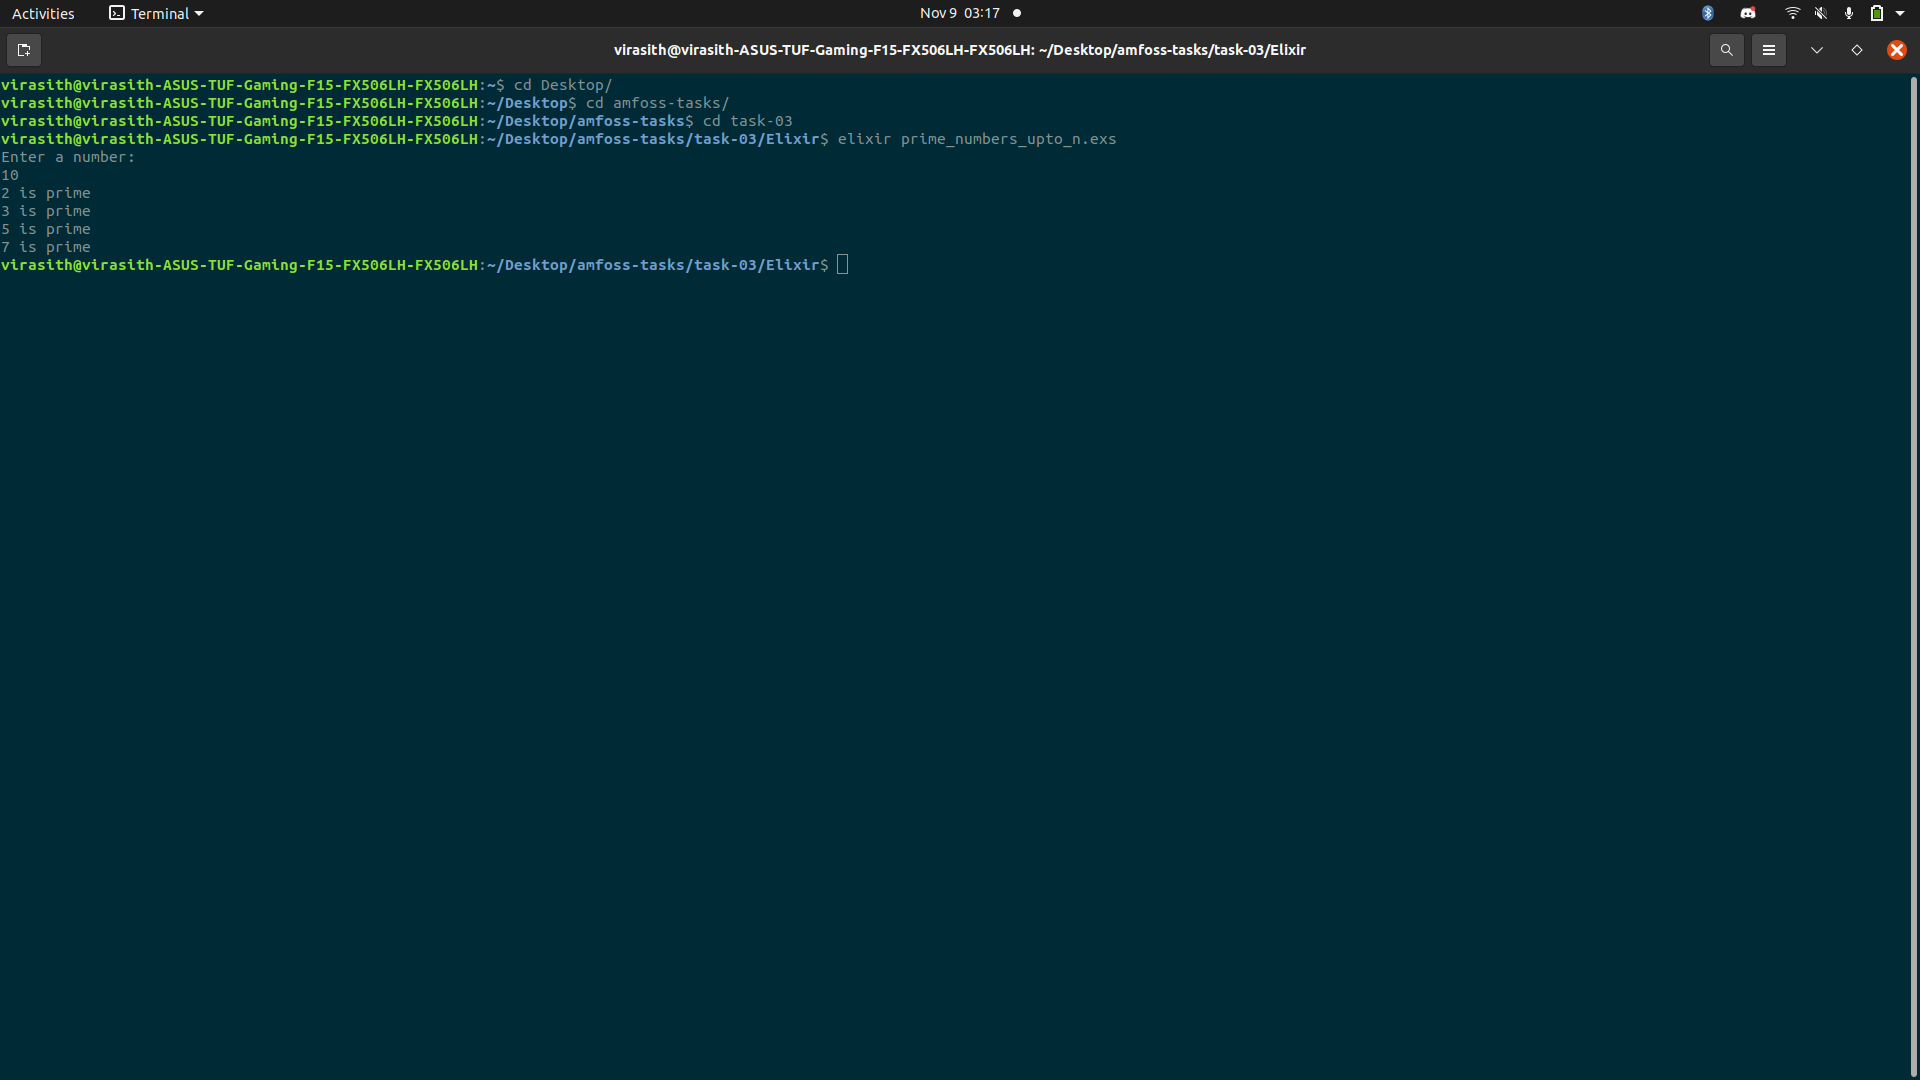 Activities Terminal Nov 9 03:17
virasith@virasith-ASUS-TUF-Gaming-F15-FX506LH-FX506LH: ~/Desktop/amfoss-tasks/task-03/Elixir
virasith@virasith-ASUS-TUF-Gaming-F15-FX506LH-FX506LH:~$ cd Desktop/
virasith@virasith-ASUS-TUF-Gaming-F15-FX506LH-FX506LH:~/Desktop$ cd amfoss-tasks/
virasith@virasith-ASUS-TUF-Gaming-F15-FX506LH-FX506LH:~/Desktop/amfoss-tasks$ cd task-03
virasith@virasith-ASUS-TUF-Gaming-F15-FX506LH-FX506LH:~/Desktop/amfoss-tasks/task-03/Elixir$ elixir prime_numbers_upto_n.exs
Enter a number:
10
2 is prime
3 is prime
5 is prime
7 is prime
virasith@virasith-ASUS-TUF-Gaming-F15-FX506LH-FX506LH:~/Desktop/amfoss-tasks/task-03/Elixir$